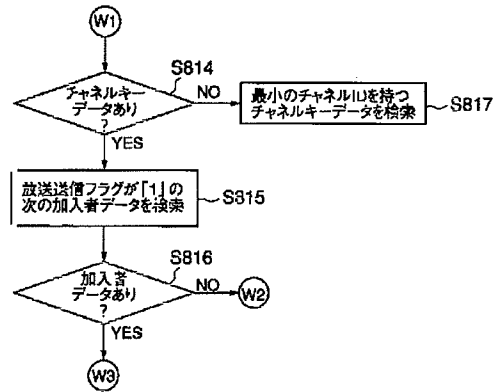 W1
S814
チャネルキー
データあり
?
NO
YES
最小のチャネルIDを持つ
チャネルキーデータを検索
S817
放送送信フラグが「1」の
次の加入者データを検索
S815
S816
加入者
データあり
?
NO
W2
YES
W3